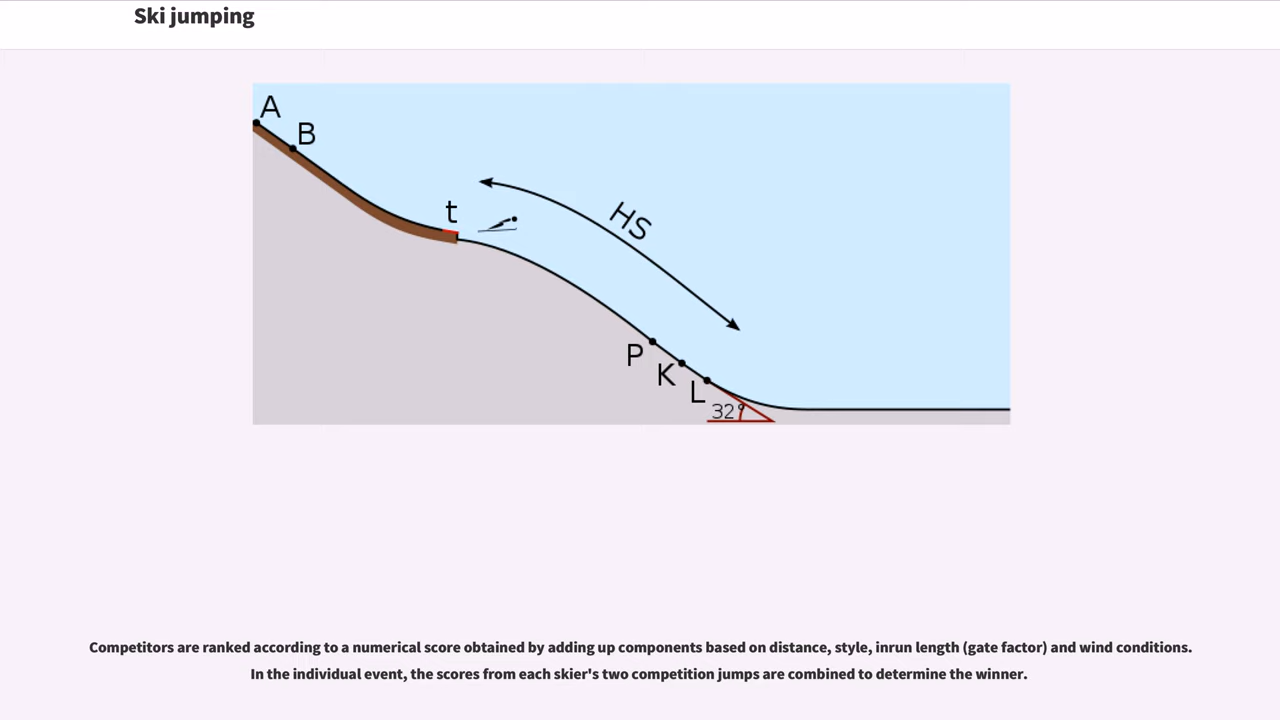 Ski jumping
A
B
t
HS
P
K
L
32°
Competitors are ranked according to a numerical score obtained by adding up components based on distance, style, inrun length (gate factor) and wind conditions.
In the individual event, the scores from each skier's two competition jumps are combined to determine the winner.